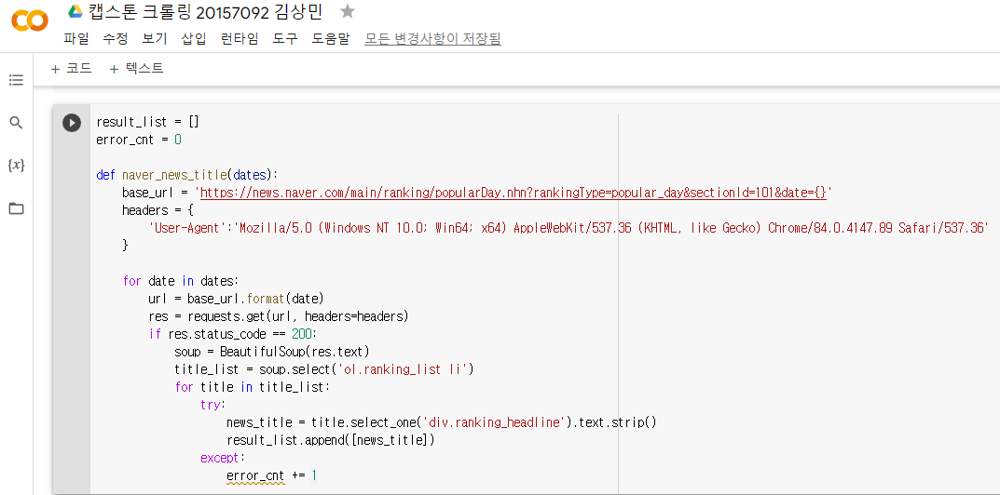 캡스톤 크롤링 20157092 김상민
파일 수정 보기 삽입 런타임 도구 도움말 모든 변경사항이 저장됨
+ 코드 + 텍스트
{x}
result_list = []
error_cnt = 0
def naver_news_title(dates):
    base_url = 'https://news.naver.com/main/ranking/popularDay.nhn?rankingType=popular_day&sectionId=101&date={}'
    headers = {
        'User-Agent':'Mozilla/5.0 (Windows NT 10.0; Win64; x64) AppleWebKit/537.36 (KHTML, like Gecko) Chrome/84.0.4147.89 Safari/537.36'
    }
    for date in dates:
        url = base_url.format(date)
        res = requests.get(url, headers=headers)
        if res.status_code == 200:
            soup = BeautifulSoup(res.text)
            title_list = soup.select('ol.ranking_list li')
            for title in title_list:
                try:
                    news_title = title.select_one('div.ranking_headline').text.strip()
                    result_list.append([news_title])
                except:
                    error_cnt += 1